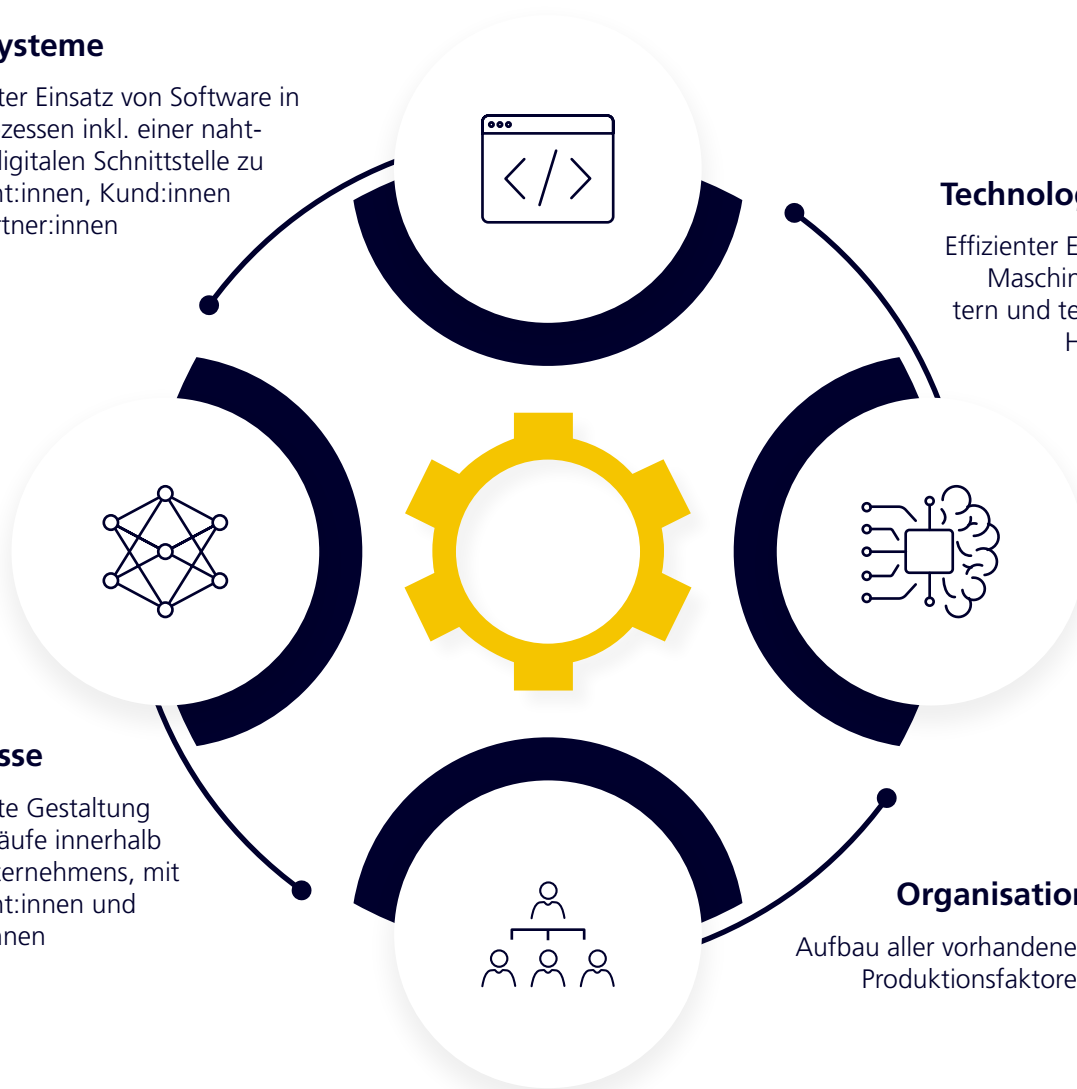 ysteme
ter Einsatz von Software in
zessen inkl. einer naht-
digitalen Schnittstelle zu
nt:innen, Kund:innen
rtner:innen
Technolog
Effizienter E
Maschin
tern und te
H
sse
te Gestaltung
äufe innerhalb
ternehmens, mit
nt:innen und
nnen
Organisation
Aufbau aller vorhandene
Produktionsfaktore